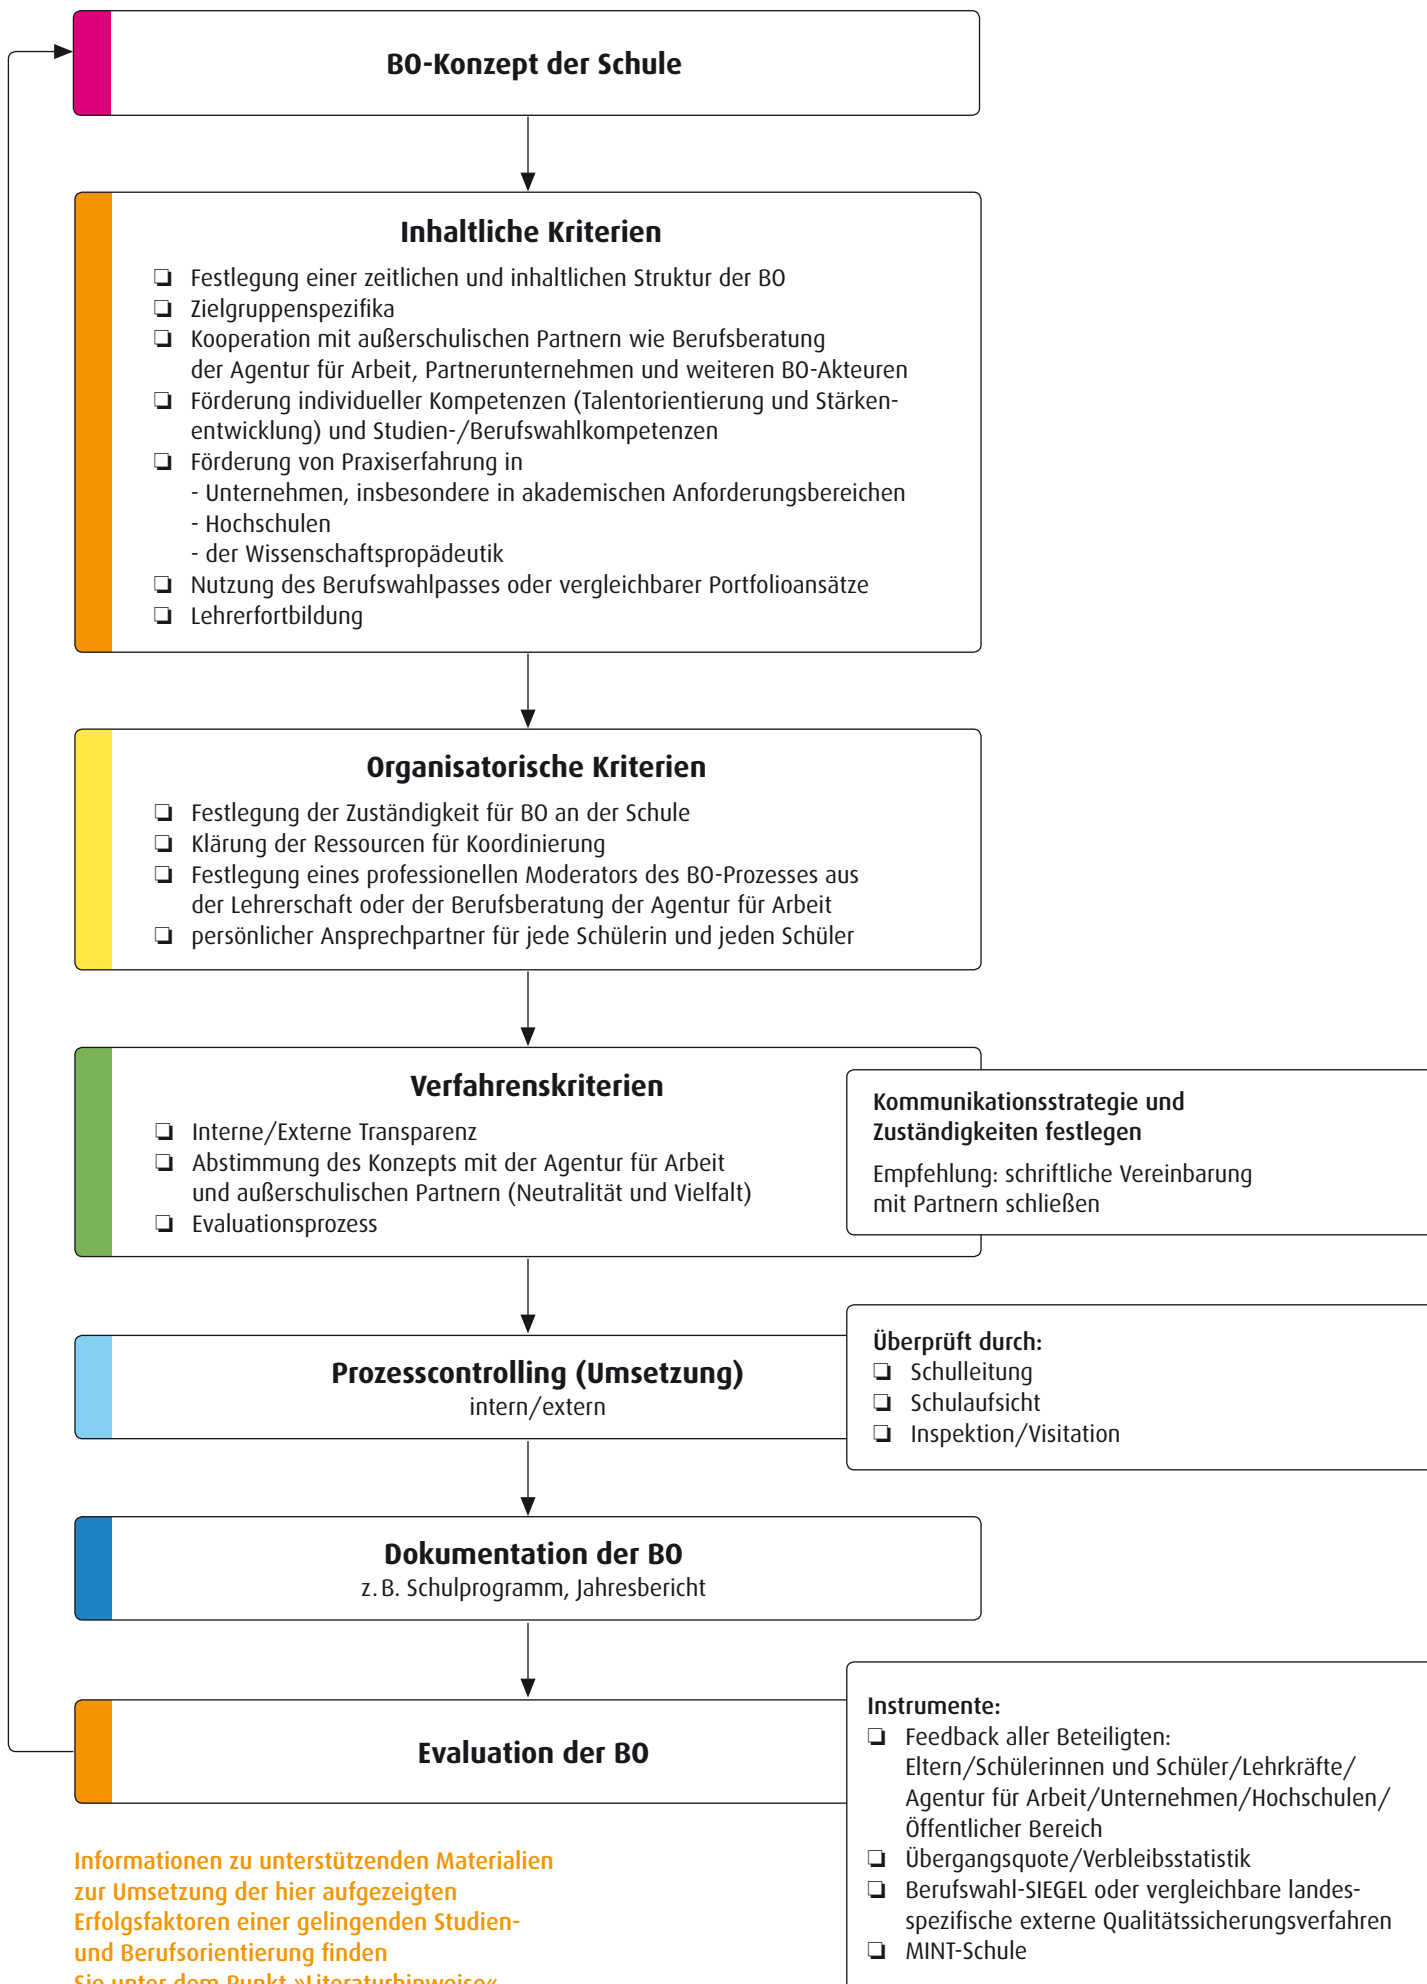 BO-Konzept der Schule
Inhaltliche Kriterien
❏ Festlegung einer zeitlichen und inhaltlichen Struktur der BO
❏ Zielgruppenspezifika
❏ Kooperation mit außerschulischen Partnern wie Berufsberatung
der Agentur für Arbeit, Partnerunternehmen und weiteren BO-Akteuren
❏ Förderung individueller Kompetenzen (Talentorientierung und Stärken-
entwicklung) und Studien-/Berufswahlkompetenzen
❏ Förderung von Praxiserfahrung in
- Unternehmen, insbesondere in akademischen Anforderungsbereichen
- Hochschulen
- der Wissenschaftspropädeutik
❏ Nutzung des Berufswahlpasses oder vergleichbarer Portfolioansätze
❏ Lehrerfortbildung
Organisatorische Kriterien
❏ Festlegung der Zuständigkeit für BO an der Schule
❏ Klärung der Ressourcen für Koordinierung
❏ Festlegung eines professionellen Moderators des BO-Prozesses aus
der Lehrerschaft oder der Berufsberatung der Agentur für Arbeit
❏ persönlicher Ansprechpartner für jede Schülerin und jeden Schüler
Verfahrenskriterien
❏ Interne/Externe Transparenz
❏ Abstimmung des Konzepts mit der Agentur für Arbeit
und außerschulischen Partnern (Neutralität und Vielfalt)
❏ Evaluationsprozess
Kommunikationsstrategie und
Zuständigkeiten festlegen
Empfehlung: schriftliche Vereinbarung
mit Partnern schließen
Prozesscontrolling (Umsetzung)
intern/extern
Überprüft durch:
❏ Schulleitung
❏ Schulaufsicht
❏ Inspektion/Visitation
Dokumentation der BO
z. B. Schulprogramm, Jahresbericht
Evaluation der BO
Instrumente:
❏ Feedback aller Beteiligten:
Eltern/Schülerinnen und Schüler/Lehrkräfte/
Agentur für Arbeit/Unternehmen/Hochschulen/
Öffentlicher Bereich
❏ Übergangsquote/Verbleibsstatistik
❏ Berufswahl-SIEGEL oder vergleichbare landes-
spezifische externe Qualitätssicherungsverfahren
❏ MINT-Schule
Informationen zu unterstützenden Materialien
zur Umsetzung der hier aufgezeigten
Erfolgsfaktoren einer gelingenden Studien-
und Berufsorientierung finden
Sie unter dem Punkt »Literaturhinweise«